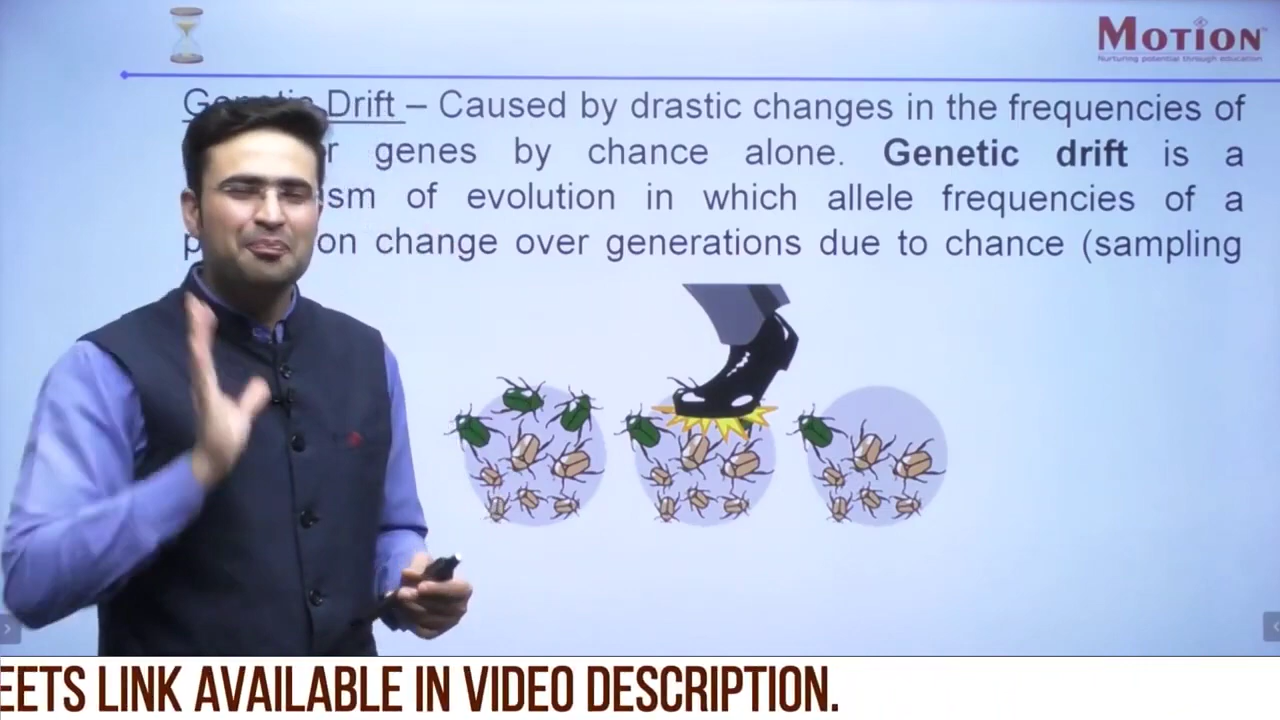 MOTION
Nurturing potential through education
Genetic Drift – Caused by drastic changes in the frequencies of
genes by chance alone. Genetic drift is a
of evolution in which allele frequencies of a
change over generations due to chance (sampling
LINK AVAILABLE IN VIDEO DESCRIPTION.